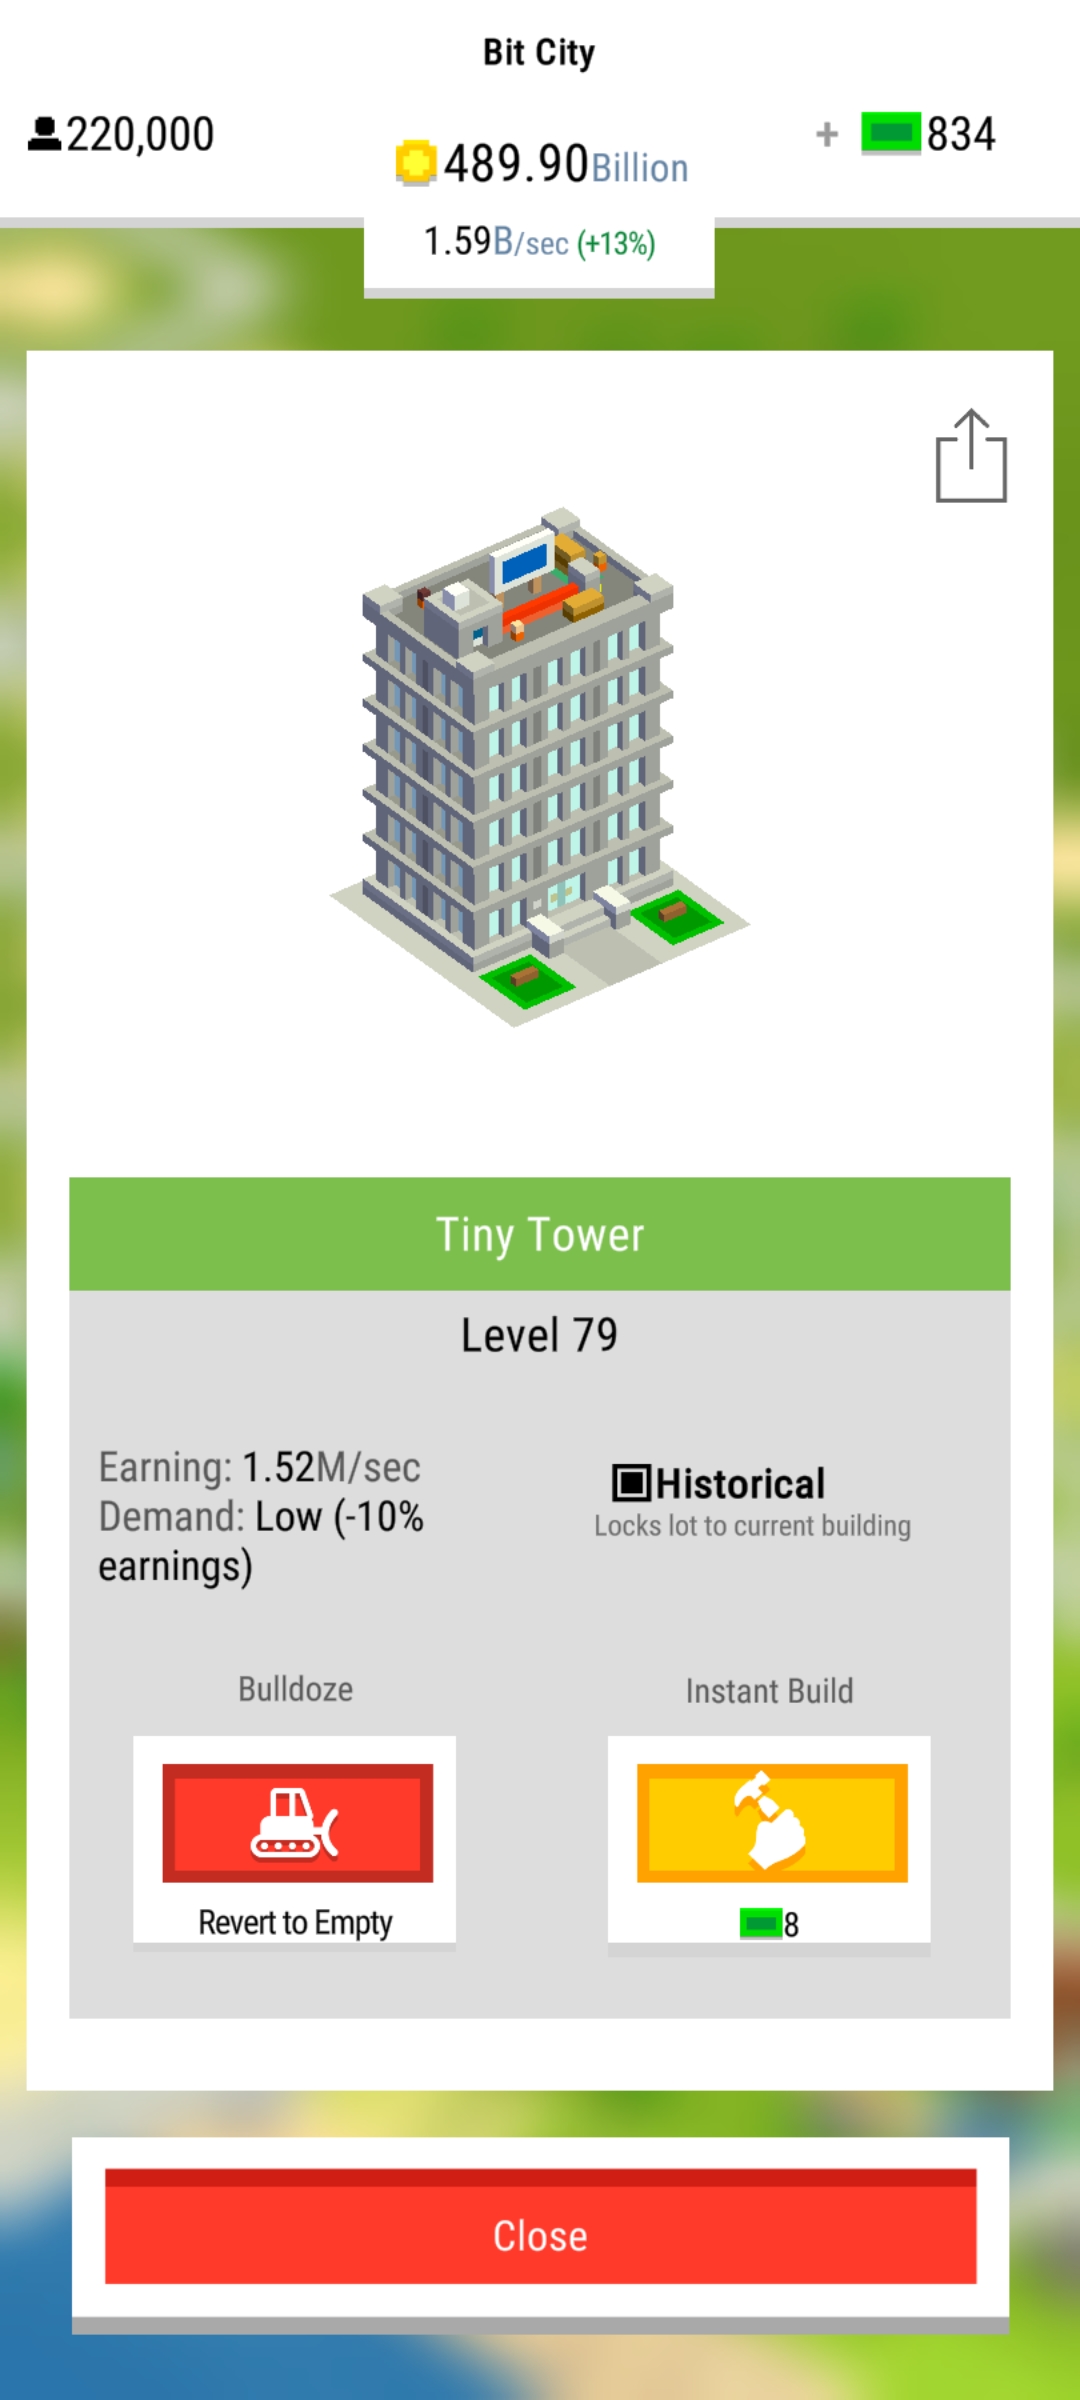 Bit City
220,000
489.90Billion
+ 834
1.59B/sec (+13%)
Tiny Tower
Level 79
Earning: 1.52M/sec
Demand: Low (-10%
earnings)
Historical
Locks lot to current building
Bulldoze
Instant Build
Revert to Empty
8
Close